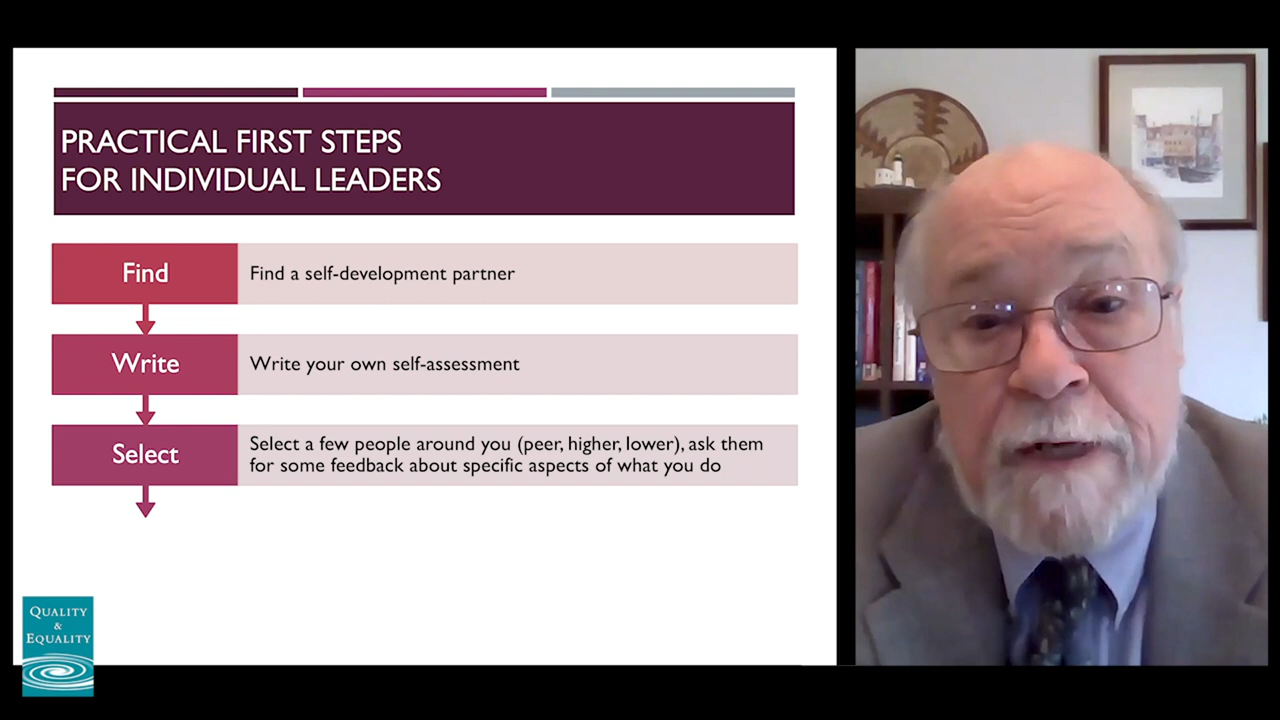 PRACTICAL FIRST STEPS
FOR INDIVIDUAL LEADERS
Find
Find a self-development partner
Write
Write your own self-assessment
Select
Select a few people around you (peer, higher, lower), ask them
for some feedback about specific aspects of what you do
QUALITY
&
EQUALITY